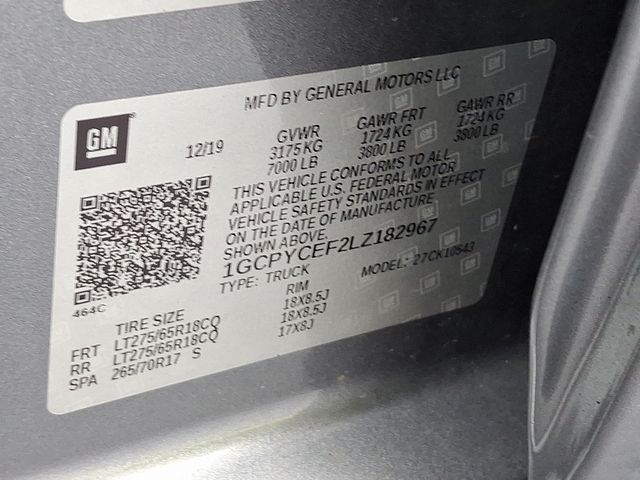 MFD BY GENERAL MOTORS LLC
GM
12/19
GVWR GAWR FRT GAWR RR
3175 KG 1724 KG 1724 KG
7000 LB 3800 LB 3800 LB
THIS VEHICLE CONFORMS TO ALL
APPLICABLE U.S. FEDERAL MOTOR
VEHICLE SAFETY STANDARDS IN EFFECT
ON THE DATE OF MANUFACTURE
SHOWN ABOVE.
1GCPYCEF2LZ182967
TYPE: TRUCK MODEL: 27CK10543
464C
TIRE SIZE RIM
FRT LT275/65R18CQ 18X8.5J
RR LT275/65R18CQ 18X8.5J
SPA 265/70R17 S 17X8J